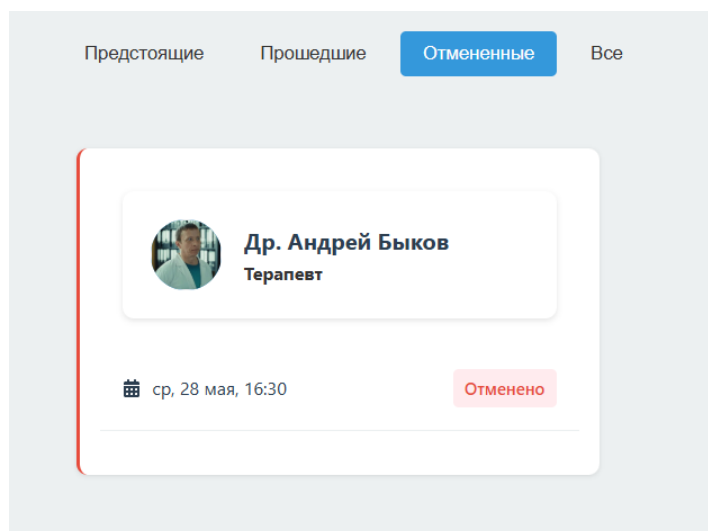 Предстоящие Прошедшие Отмененные Все
Др. Андрей Быков
Терапевт
ср, 28 мая, 16:30 Отменено